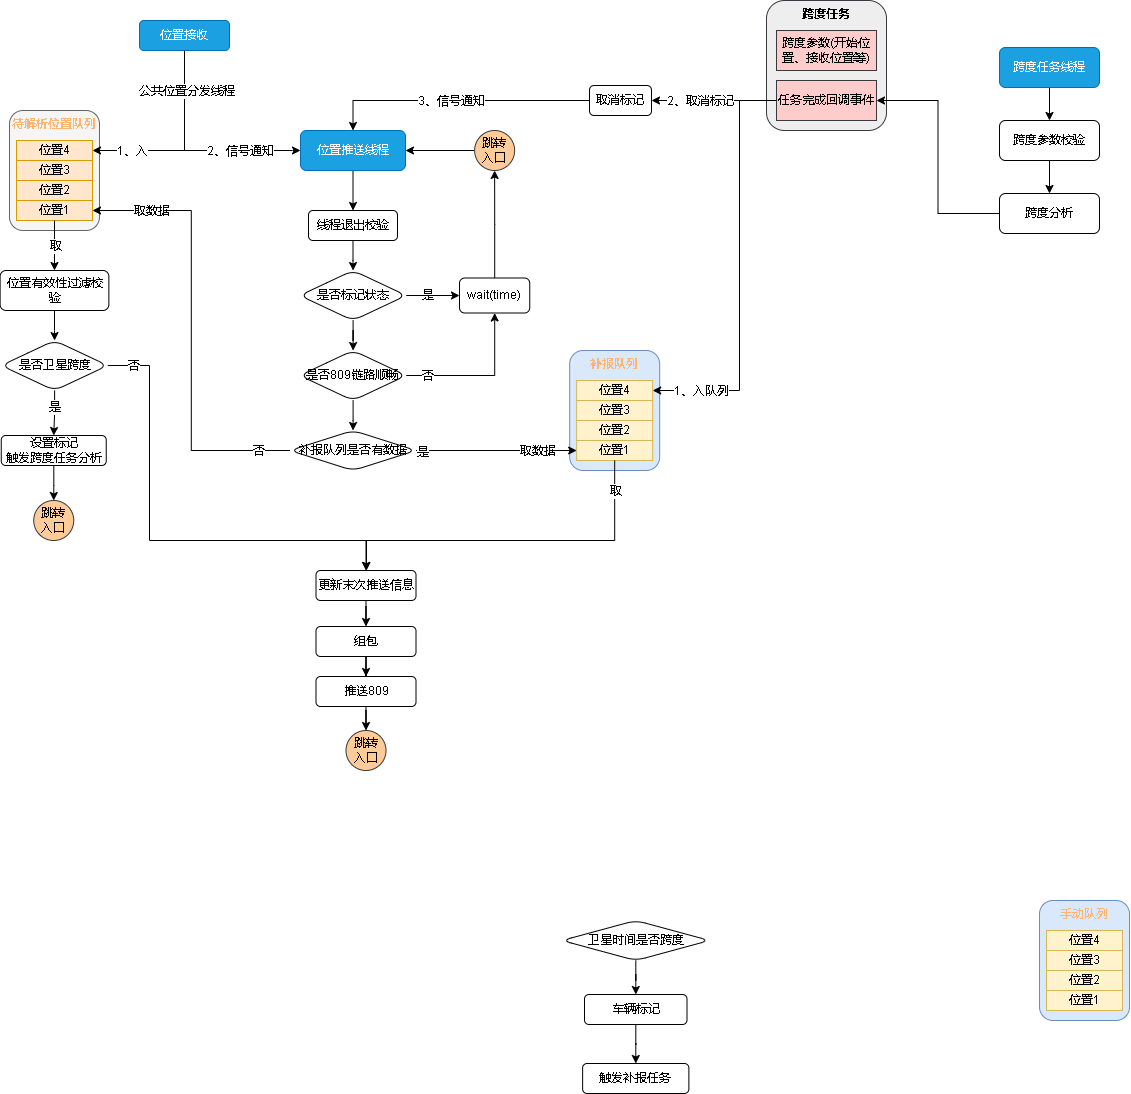 位置接收
公共位置分发线程
待解析位置队列
位置4
位置3
位置2
位置1
1、入
2、信号通知
取数据
取
位置有效性过滤校
验
是否卫星跨度
否
是
设置标记
触发跨度任务分析
跳转
入口
3、信号通知
取消标记
2、取消标记
位置推送线程
跳转
入口
线程退出校验
是否标记状态
是
wait(time)
是否809链路顺畅
否
补报队列是否有数据
否
是
取数据
补报队列
位置4
位置3
位置2
位置1
1、入队列
取
更新末次推送信息
组包
推送809
跳转
入口
跨度任务
跨度参数(开始位
置、接收位置等)
任务完成回调事件
跨度任务线程
跨度参数校验
跨度分析
卫星时间是否跨度
车辆标记
触发补报任务
手动队列
位置4
位置3
位置2
位置1